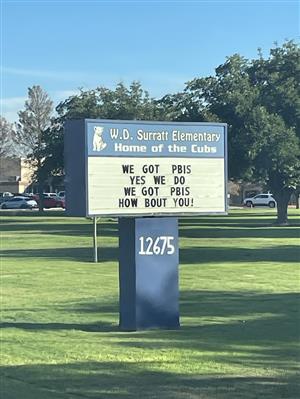 W.D. Surratt Elementary
Home of the Cubs
WE GOT PBIS
YES WE DO
WE GOT PBIS
HOW BOUT YOU!
12675